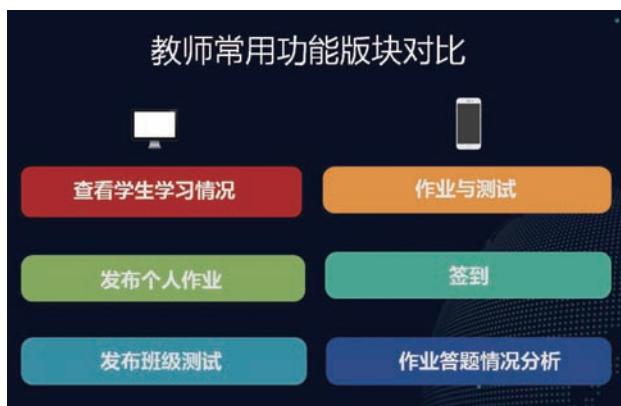 教师常用功能版块对比
查看学生学习情况
作业与测试
发布个人作业
签到
发布班级测试
作业答题情况分析